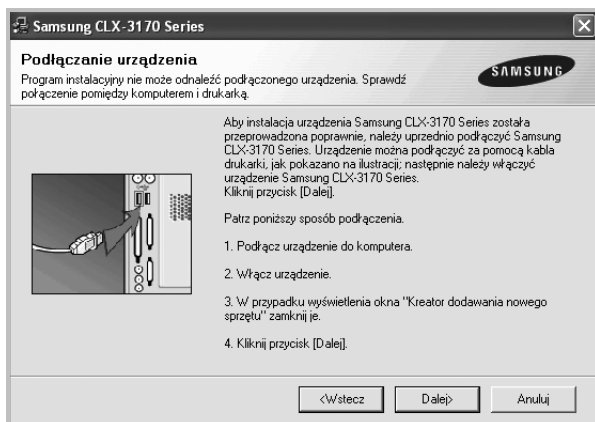 Samsung CLX-3170 Series
Podłączanie urządzenia
Program instalacyjny nie może odnaleźć podłączonego urządzenia. Sprawdź
połączenie pomiędzy komputerem i drukarką.
SAMSUNG
Aby instalacja urządzenia Samsung CLX-3170 Series została
przeprowadzona poprawnie, należy uprzednio podłączyć Samsung
CLX-3170 Series. Urządzenie można podłączyć za pomocą kabla
drukarki, jak pokazano na ilustracji; następnie należy włączyć
urządzenie Samsung CLX-3170 Series.
Kliknij przycisk [Dalej].
Patrz poniższy sposób podłączenia.
1. Podłącz urządzenie do komputera.
2. Włącz urządzenie.
3. W przypadku wyświetlenia okna "Kreator dodawania nowego
sprzętu" zamknij je.
4. Kliknij przycisk [Dalej].
<Wstecz
Dalej>
Anuluj